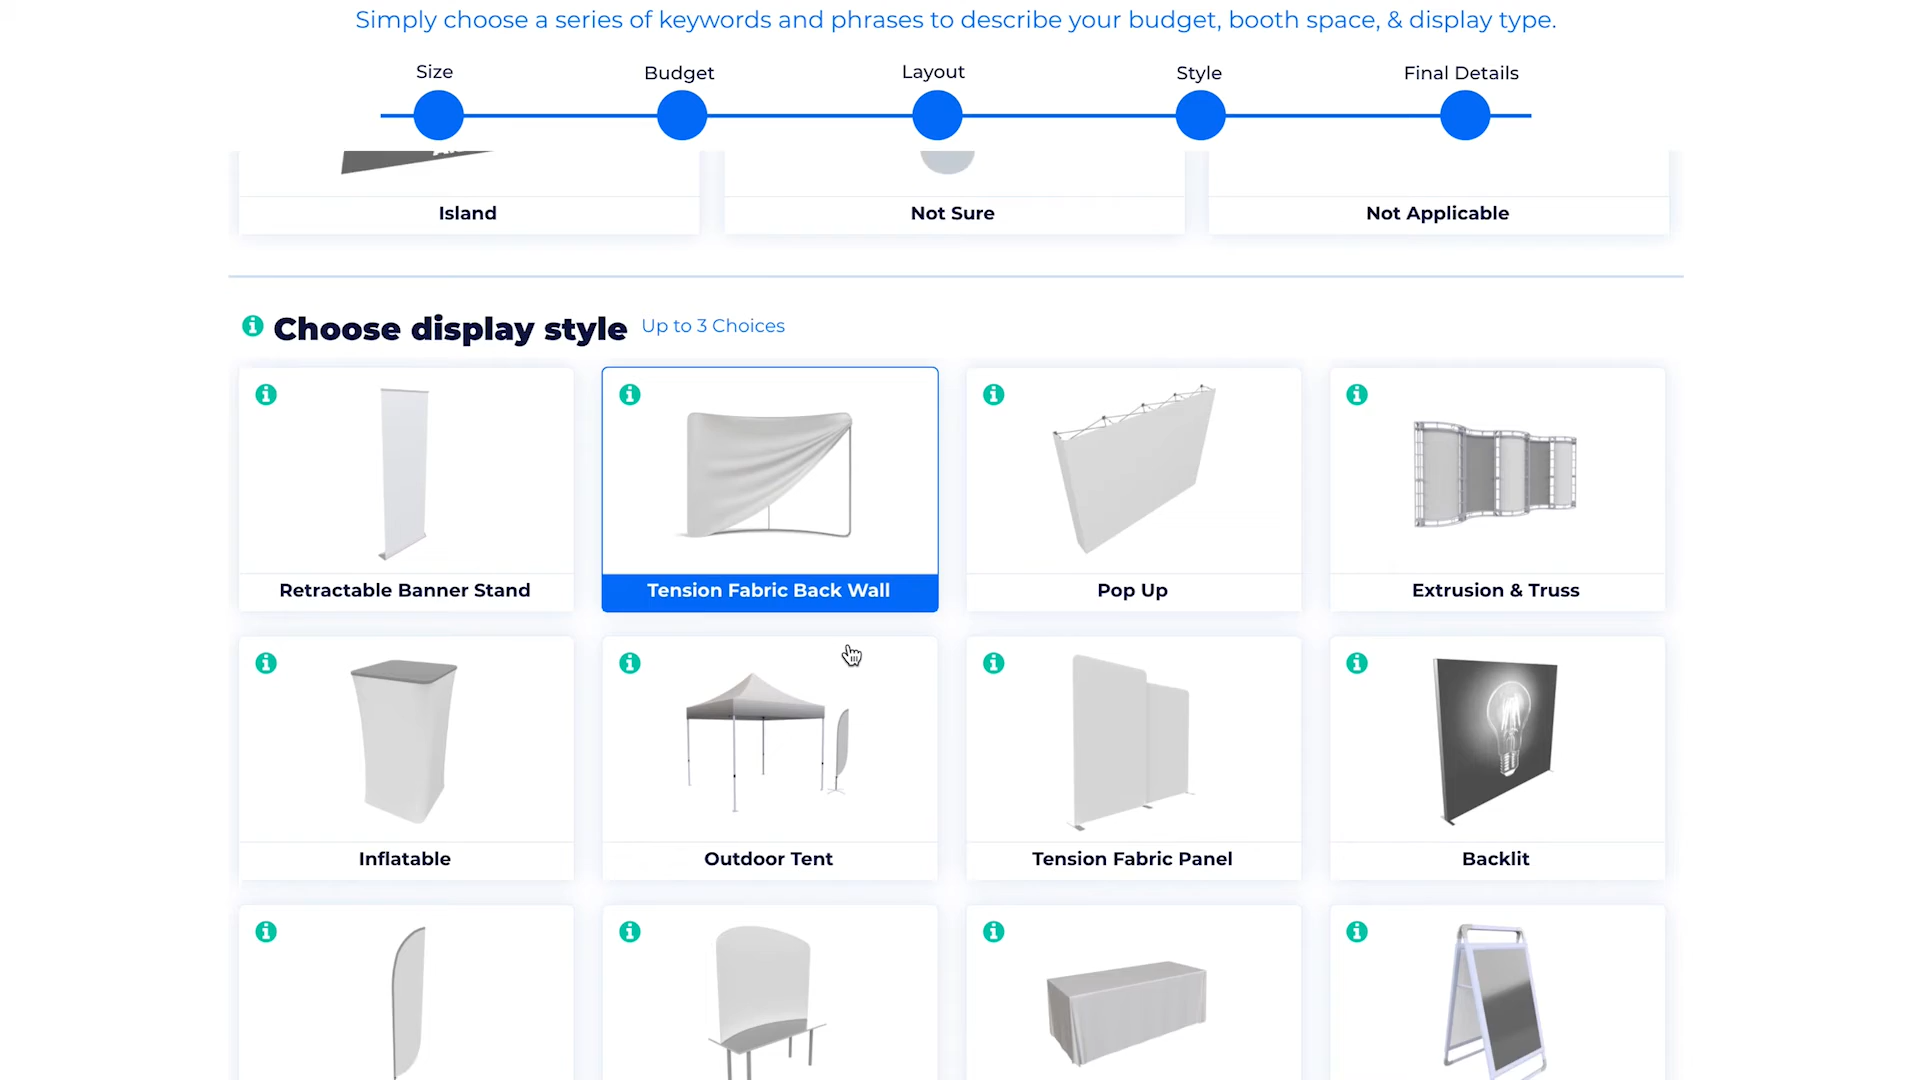 Simply choose a series of keywords and phrases to describe your budget, booth space, & display type.
Size
Budget
Layout
Style
Final Details
Island
Not Sure
Not Applicable
Choose display style
Up to 3 Choices
Retractable Banner Stand
Tension Fabric Back Wall
Pop Up
Extrusion & Truss
Inflatable
Outdoor Tent
Tension Fabric Panel
Backlit